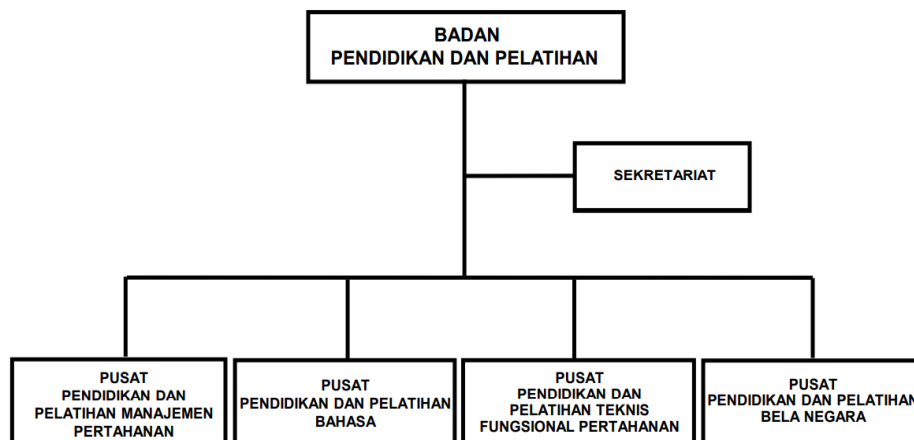 BADAN
PENDIDIKAN DAN PELATIHAN
SEKRETARIAT
PUSAT
PENDIDIKAN DAN
PELATIHAN MANAJEMEN
PERTAHANAN
PUSAT
PENDIDIKAN DAN PELATIHAN
BAHASA
PUSAT
PENDIDIKAN DAN
PELATIHAN TEKNIS
FUNGSIONAL PERTAHANAN
PUSAT
PENDIDIKAN DAN PELATIHAN
BELA NEGARA